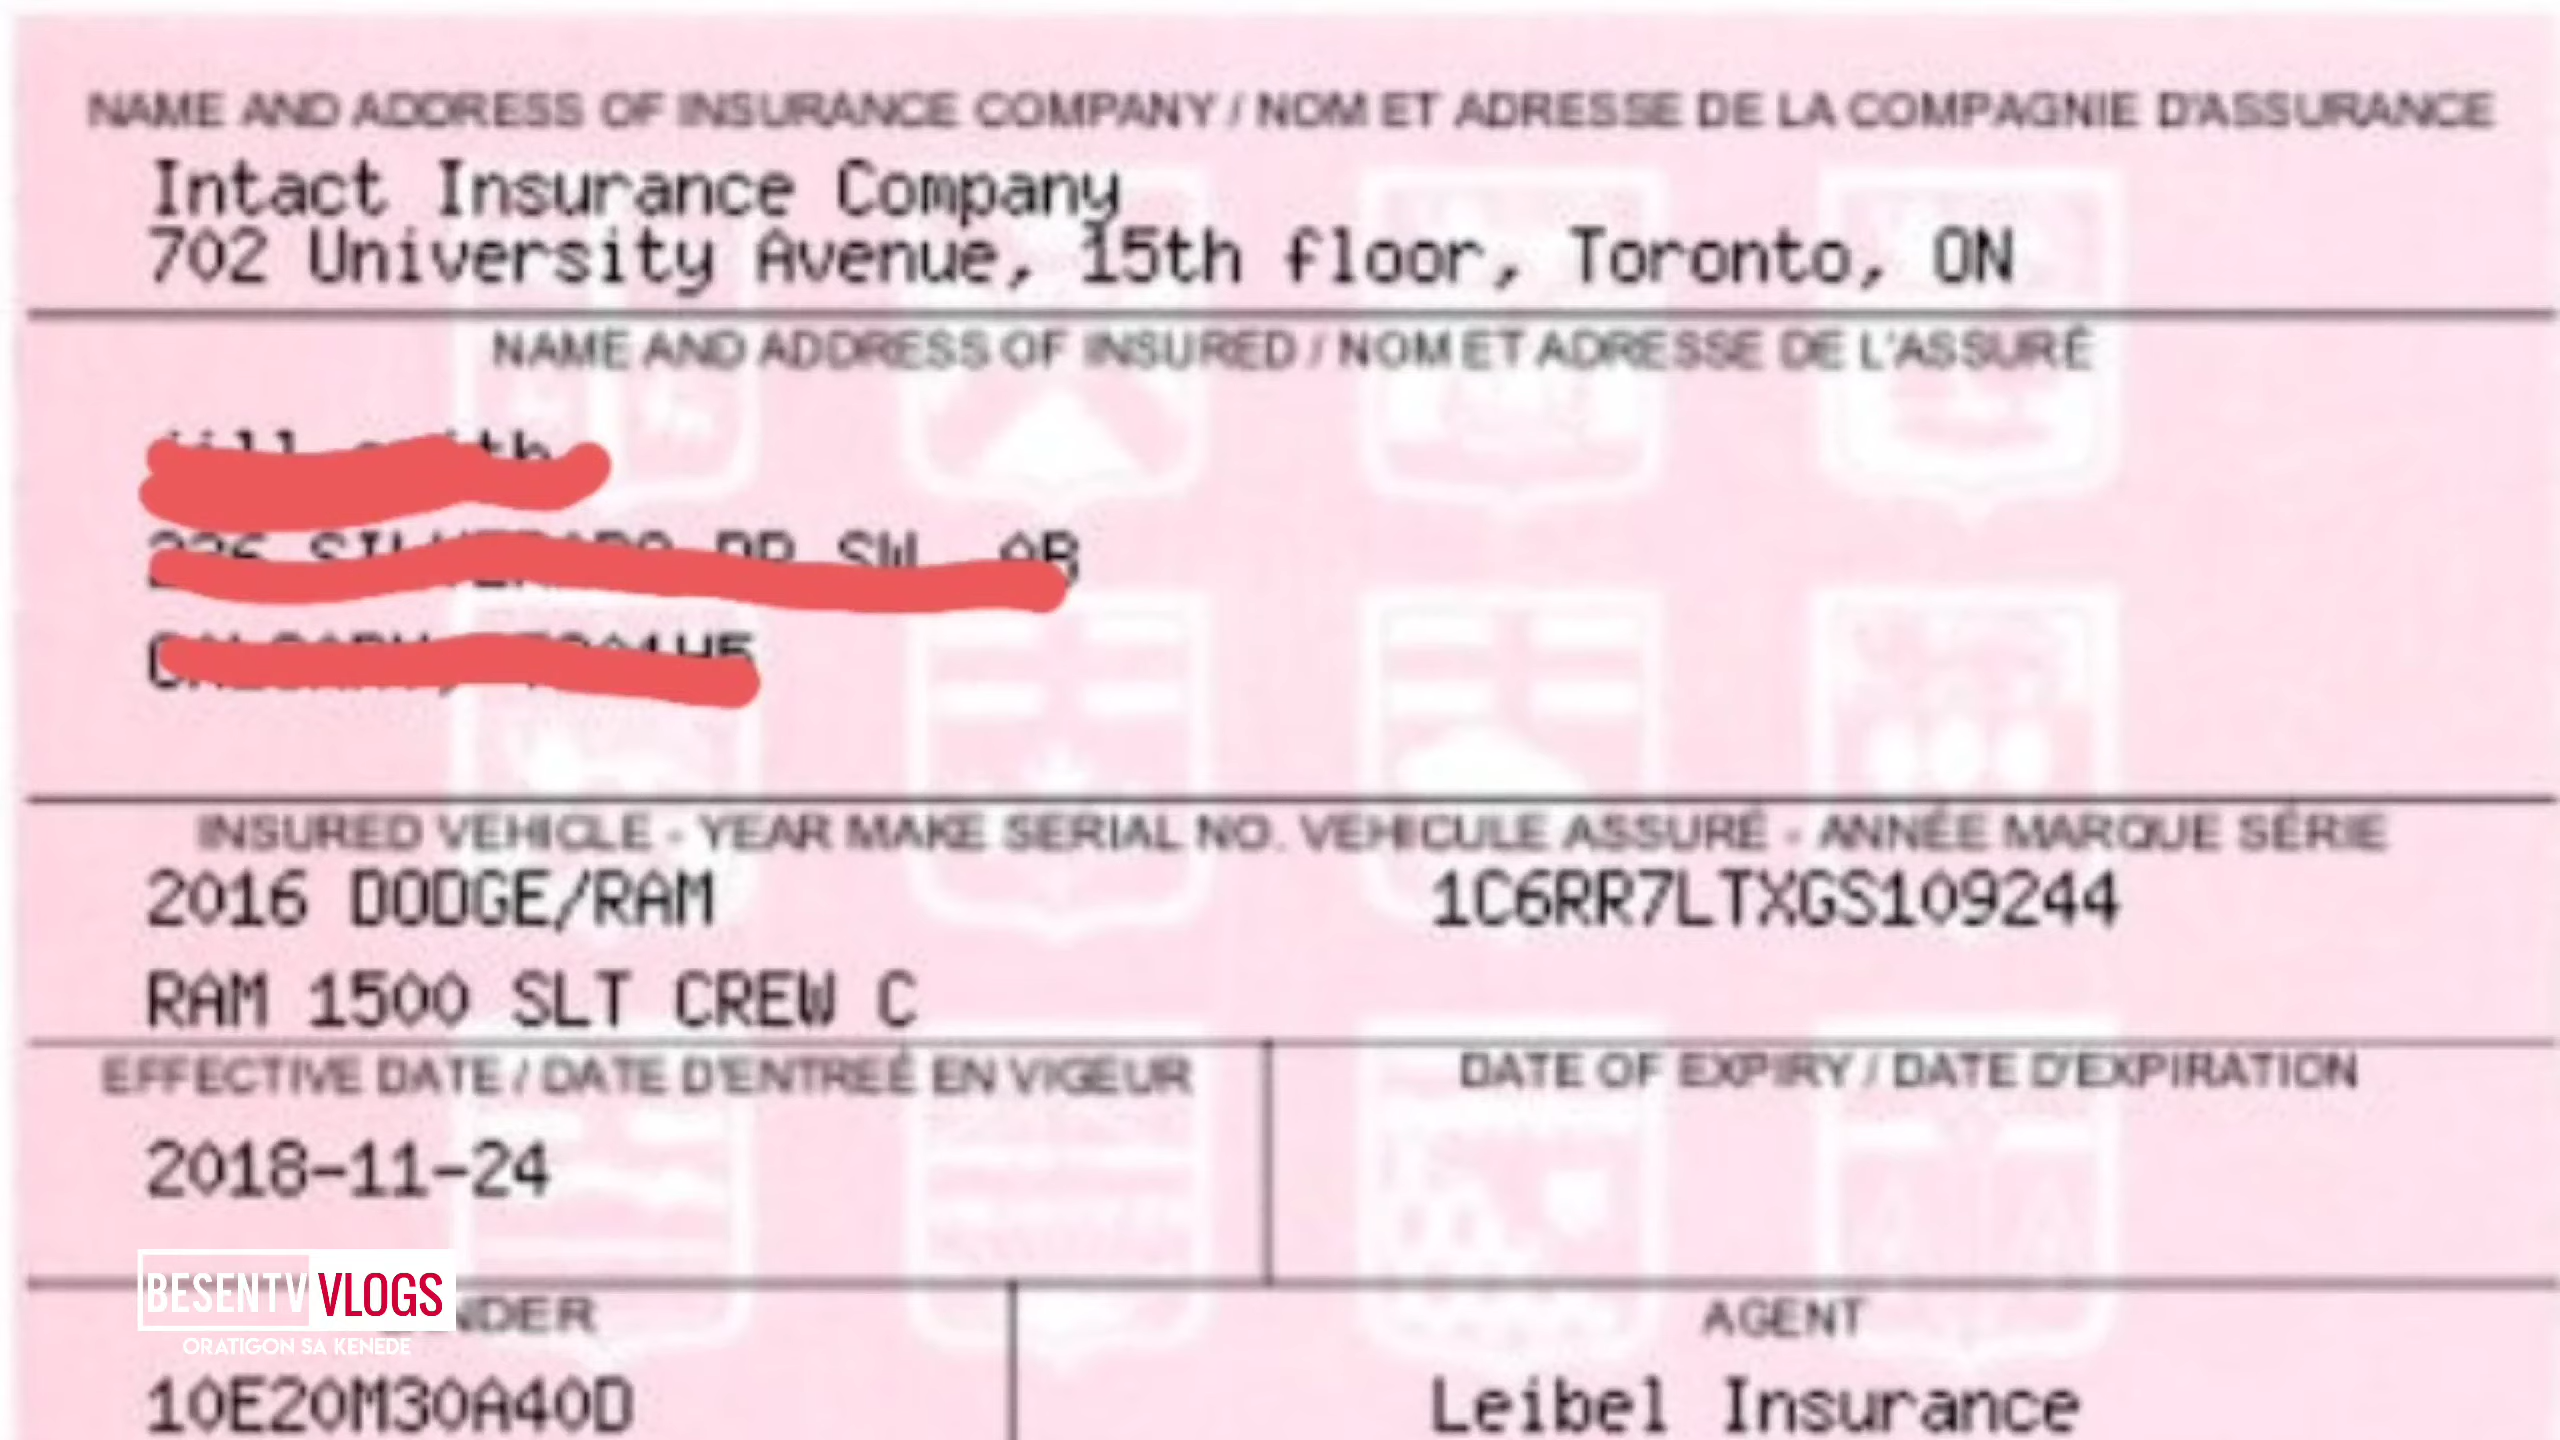 NAME AND ADDRESS OF INSURANCE COMPANY / NOM ET ADRESSE DE LA COMPAGNIE D'ASSURANCE
Intact Insurance Company
702 University Avenue, 15th floor, Toronto, ON
NAME AND ADDRESS OF INSURED / NOM ET ADRESSE DE L'ASSURÉ
INSURED VEHICLE - YEAR MAKE SERIAL NO. VEHICULE ASSURÉ - ANNÉE MARQUE SÉRIE
2016 DODGE/RAM 1C6RR7LTXGS109244
RAM 1500 SLT CREW C
EFFECTIVE DATE / DATE D'ENTREÉ EN VIGEUR
DATE OF EXPIRY / DATE D'EXPIRATION
2018-11-24
BESENTV VLOGS
ORATIGON SA KENEDE
AGENT
10E20M30A40D
Leibel Insurance